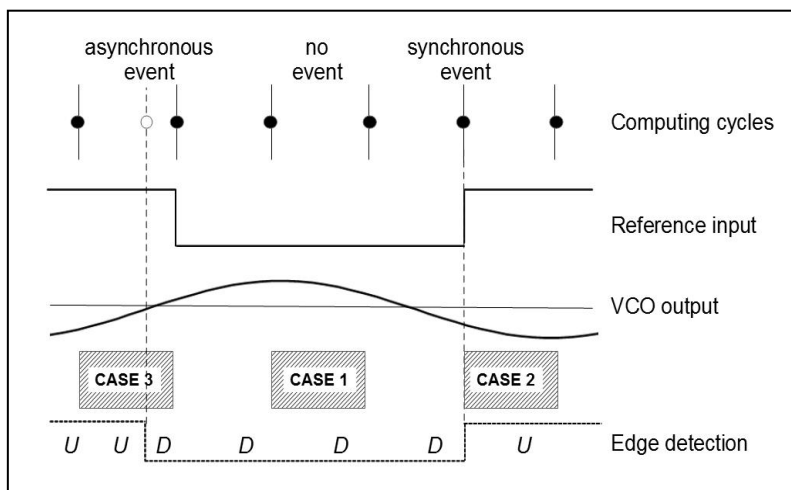 asynchronous event
no event
synchronous event
Computing cycles
Reference input
VCO output
CASE 3
CASE 1
CASE 2
U U D D D D U
Edge detection